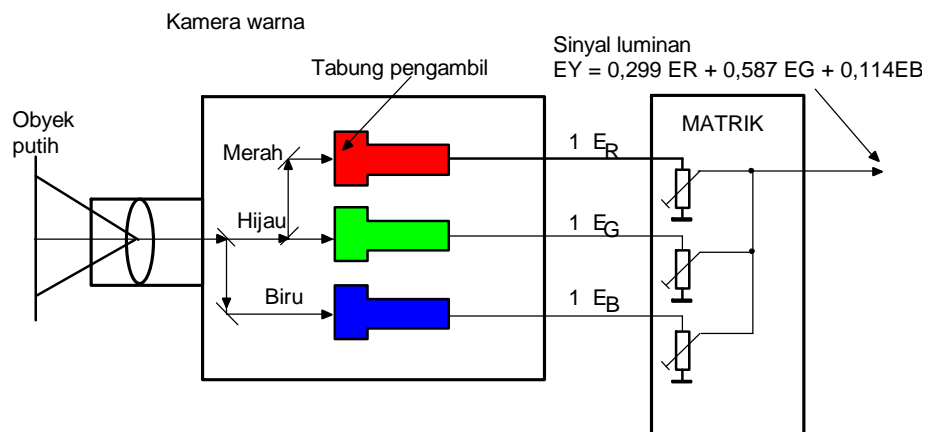 Kamera warna
Sinyal luminan
EY = 0,299 ER + 0,587 EG + 0,114EB
Tabung pengambil
Obyek
putih
MATRIK
Merah
1 ER
Hijau
1 EG
Biru
1 EB